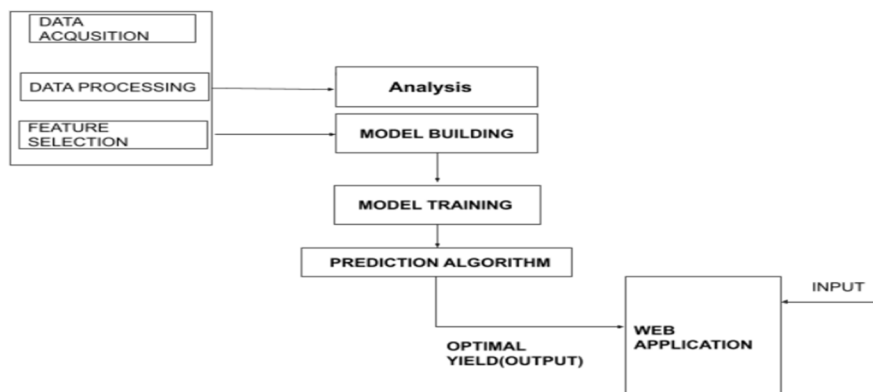 DATA
ACQUSITION
DATA PROCESSING
FEATURE
SELECTION
Analysis
MODEL BUILDING
MODEL TRAINING
PREDICTION ALGORITHM
OPTIMAL
YIELD(OUTPUT)
WEB
APPLICATION
INPUT